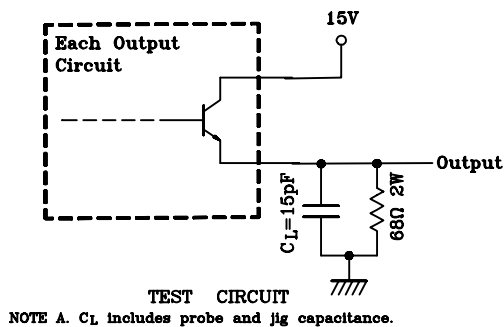 15V
Each Output
Circuit
Output
CL=15pF
68Ω 2W
TEST CIRCUIT
NOTE A. CL includes probe and jig capacitance.